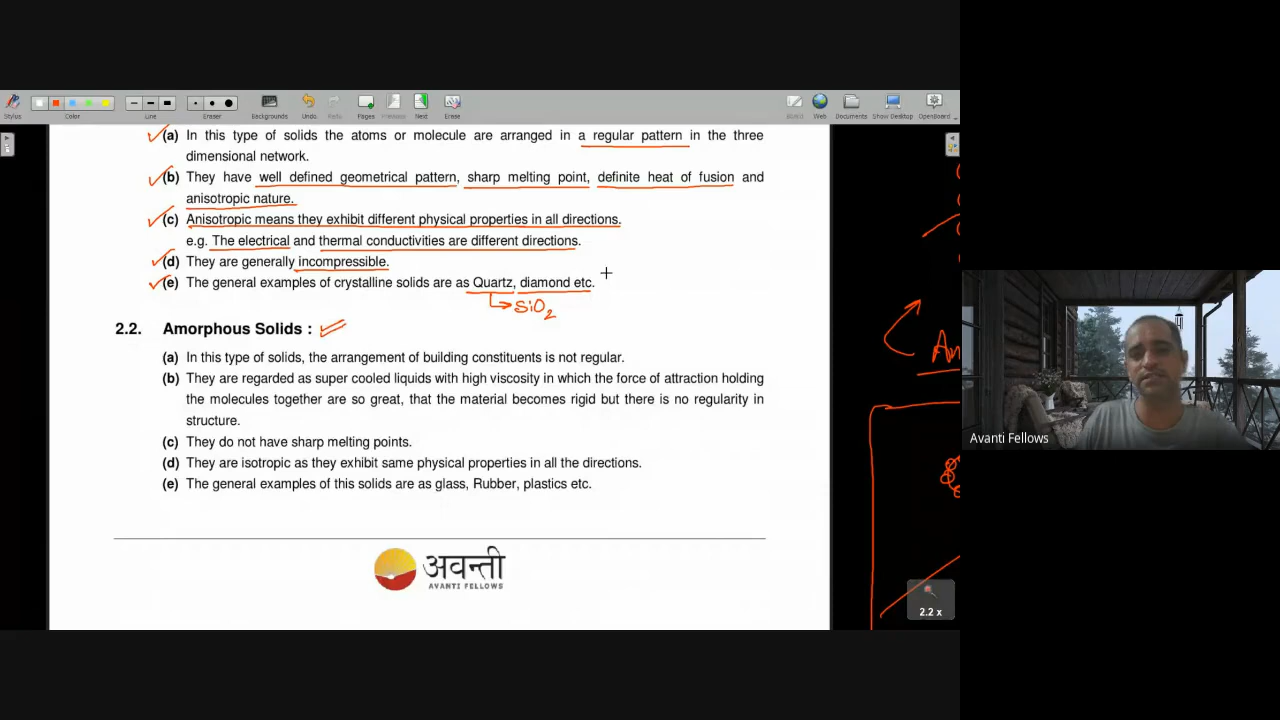 Stylus
Color
Line
Eraser
Backgrounds
Undo
Redo
Pages
Previous
Next
Erase
Board
Web
Documents
Show Desktop
OpenBoard
(a) In this type of solids the atoms or molecule are arranged in a regular pattern in the three
dimensional network.
(b) They have well defined geometrical pattern, sharp melting point, definite heat of fusion and
anisotropic nature.
(c) Anisotropic means they exhibit different physical properties in all directions.
e.g. The electrical and thermal conductivities are different directions.
(d) They are generally incompressible.
(e) The general examples of crystalline solids are as Quartz, diamond etc.
SiO2
2.2. Amorphous Solids :
(a) In this type of solids, the arrangement of building constituents is not regular.
(b) They are regarded as super cooled liquids with high viscosity in which the force of attraction holding
the molecules together are so great, that the material becomes rigid but there is no regularity in
structure.
(c) They do not have sharp melting points.
(d) They are isotropic as they exhibit same physical properties in all the directions.
(e) The general examples of this solids are as glass, Rubber, plastics etc.
अवन्ती
AVANTI FELLOWS
An
2.2 x
Avanti Fellows